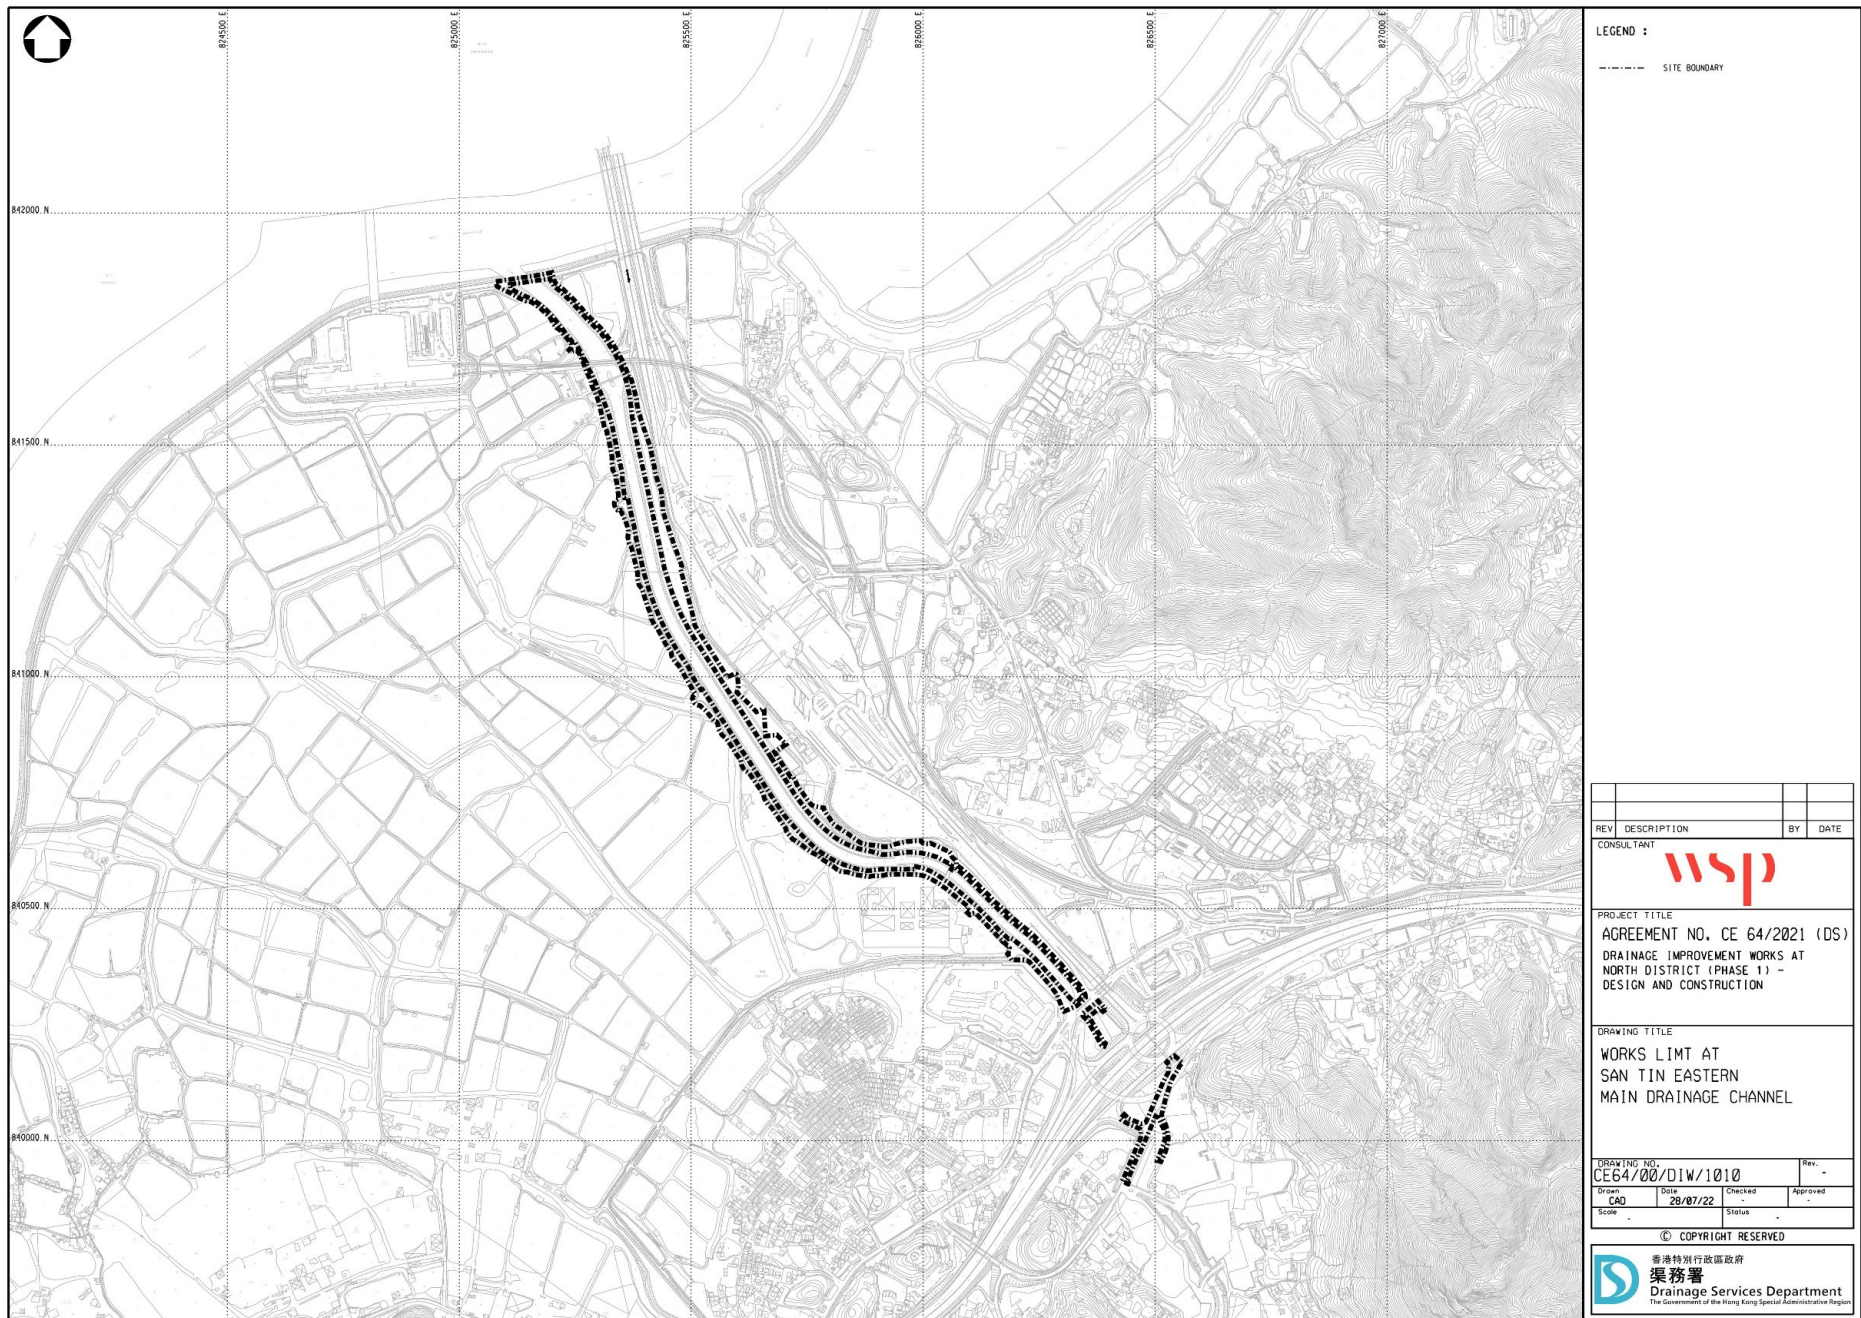 824500 E
825000 E
825500 E
826000 E
826500 E
827000 E
842000 N
841500 N
841000 N
840500 N
840000 N
LEGEND :
SITE BOUNDARY
REV DESCRIPTION BY DATE
CONSULTANT
wsp
PROJECT TITLE
AGREEMENT NO. CE 64/2021 (DS)
DRAINAGE IMPROVEMENT WORKS AT
NORTH DISTRICT (PHASE 1) -
DESIGN AND CONSTRUCTION
DRAWING TITLE
WORKS LIMT AT
SAN TIN EASTERN
MAIN DRAINAGE CHANNEL
DRAWING NO. Rev.
CE64/00/DIW/1010 -
Drawn Date Checked Approved
CAD 28/07/22 - -
Scale Status
- -
© COPYRIGHT RESERVED
香港特別行政區政府
渠務署
Drainage Services Department
The Government of the Hong Kong Special Administrative Region